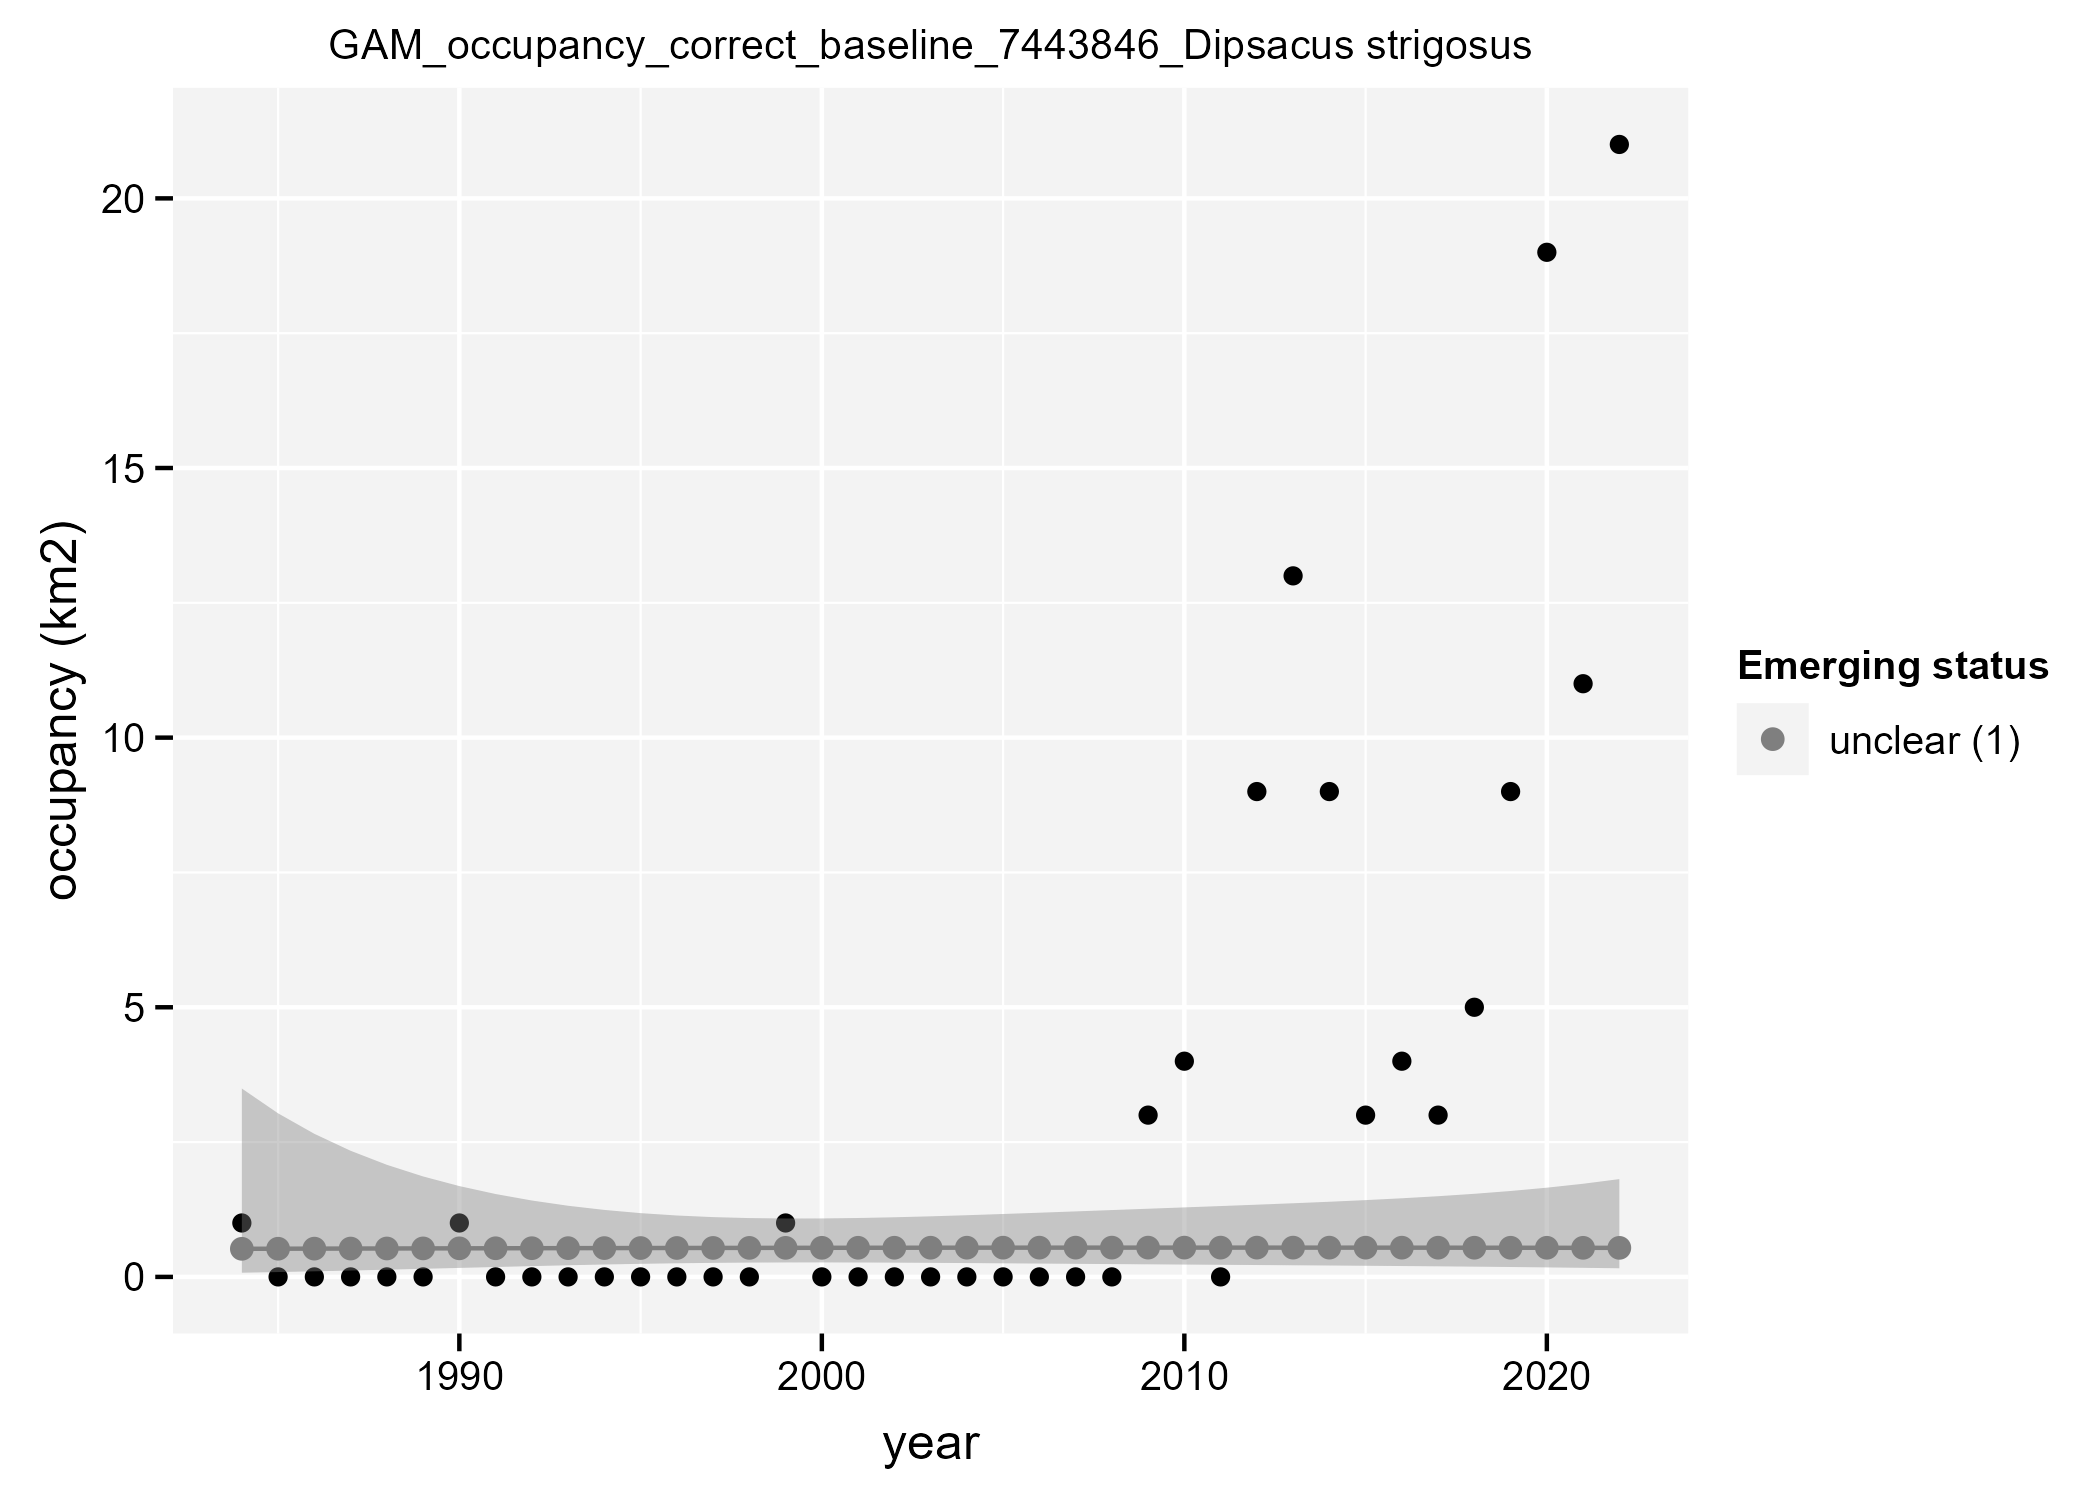 GAM_occupancy_correct_baseline_7443846_Dipsacus strigosus
20
15
10
5
0
occupancy (km2)
1990
2000
2010
2020
year
Emerging status
unclear (1)